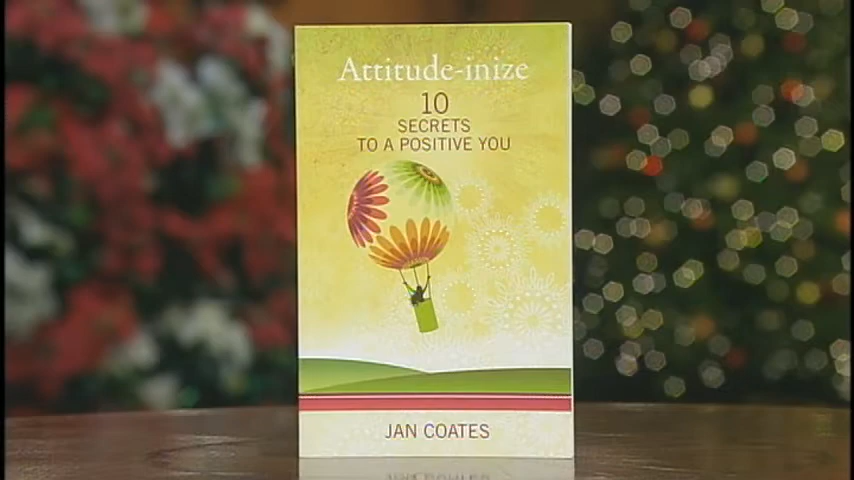 Attitude-inize
10
SECRETS
TO A POSITIVE YOU
JAN COATES